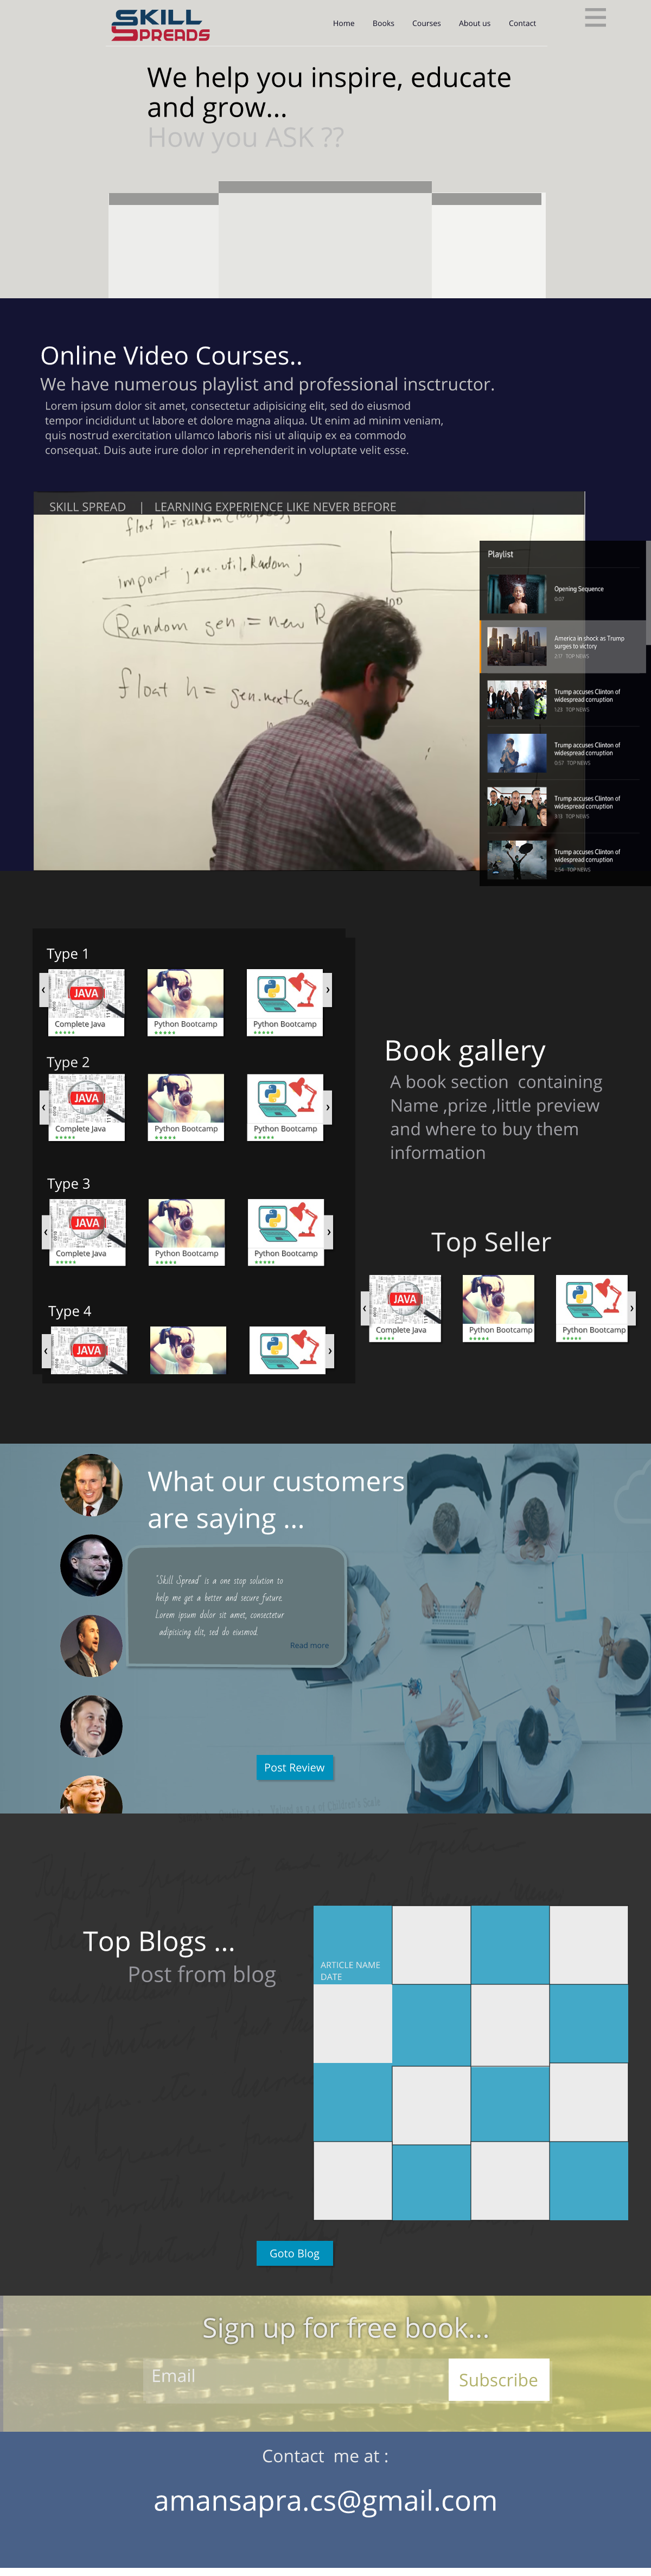 SKILL
SPREADS
Home Books Courses About us Contact
We help you inspire, educate
and grow...
How you ASK ??
Online Video Courses..
We have numerous playlist and professional insctructor.
Lorem ipsum dolor sit amet, consectetur adipisicing elit, sed do eiusmod
tempor incididunt ut labore et dolore magna aliqua. Ut enim ad minim veniam,
quis nostrud exercitation ullamco laboris nisi ut aliquip ex ea commodo
consequat. Duis aute irure dolor in reprehenderit in voluptate velit esse.
SKILL SPREAD | LEARNING EXPERIENCE LIKE NEVER BEFORE
float h= random
import java.util.Random;
Random gen = new R
float h= gen.nextGa
Playlist
Opening Sequence
0:07
America in shock as Trump
surges to victory
2:17 TOP NEWS
Trump accuses Clinton of
widespread corruption
1:23 TOP NEWS
Trump accuses Clinton of
widespread corruption
0:57 TOP NEWS
Trump accuses Clinton of
widespread corruption
3:13 TOP NEWS
Trump accuses Clinton of
widespread corruption
2:54 TOP NEWS
Type 1
JAVA
Complete Java Python Bootcamp Python Bootcamp
Type 2
JAVA
Complete Java Python Bootcamp Python Bootcamp
Type 3
JAVA
Complete Java Python Bootcamp Python Bootcamp
Type 4
JAVA
Book gallery
A book section containing
Name ,prize ,little preview
and where to buy them
information
Top Seller
JAVA
Complete Java Python Bootcamp Python Bootcamp
What our customers
are saying ...
'Skill Spread' is a one stop solution to
help me get a better and secure future.
Lorem ipsum dolor sit amet, consectetur
adipisicing elit, sed do eiusmod
Read more
Post Review
Top Blogs ...
Post from blog
ARTICLE NAME
DATE
Goto Blog
Sign up for free book...
Email
Subscribe
Contact me at :
amansapra.cs@gmail.com